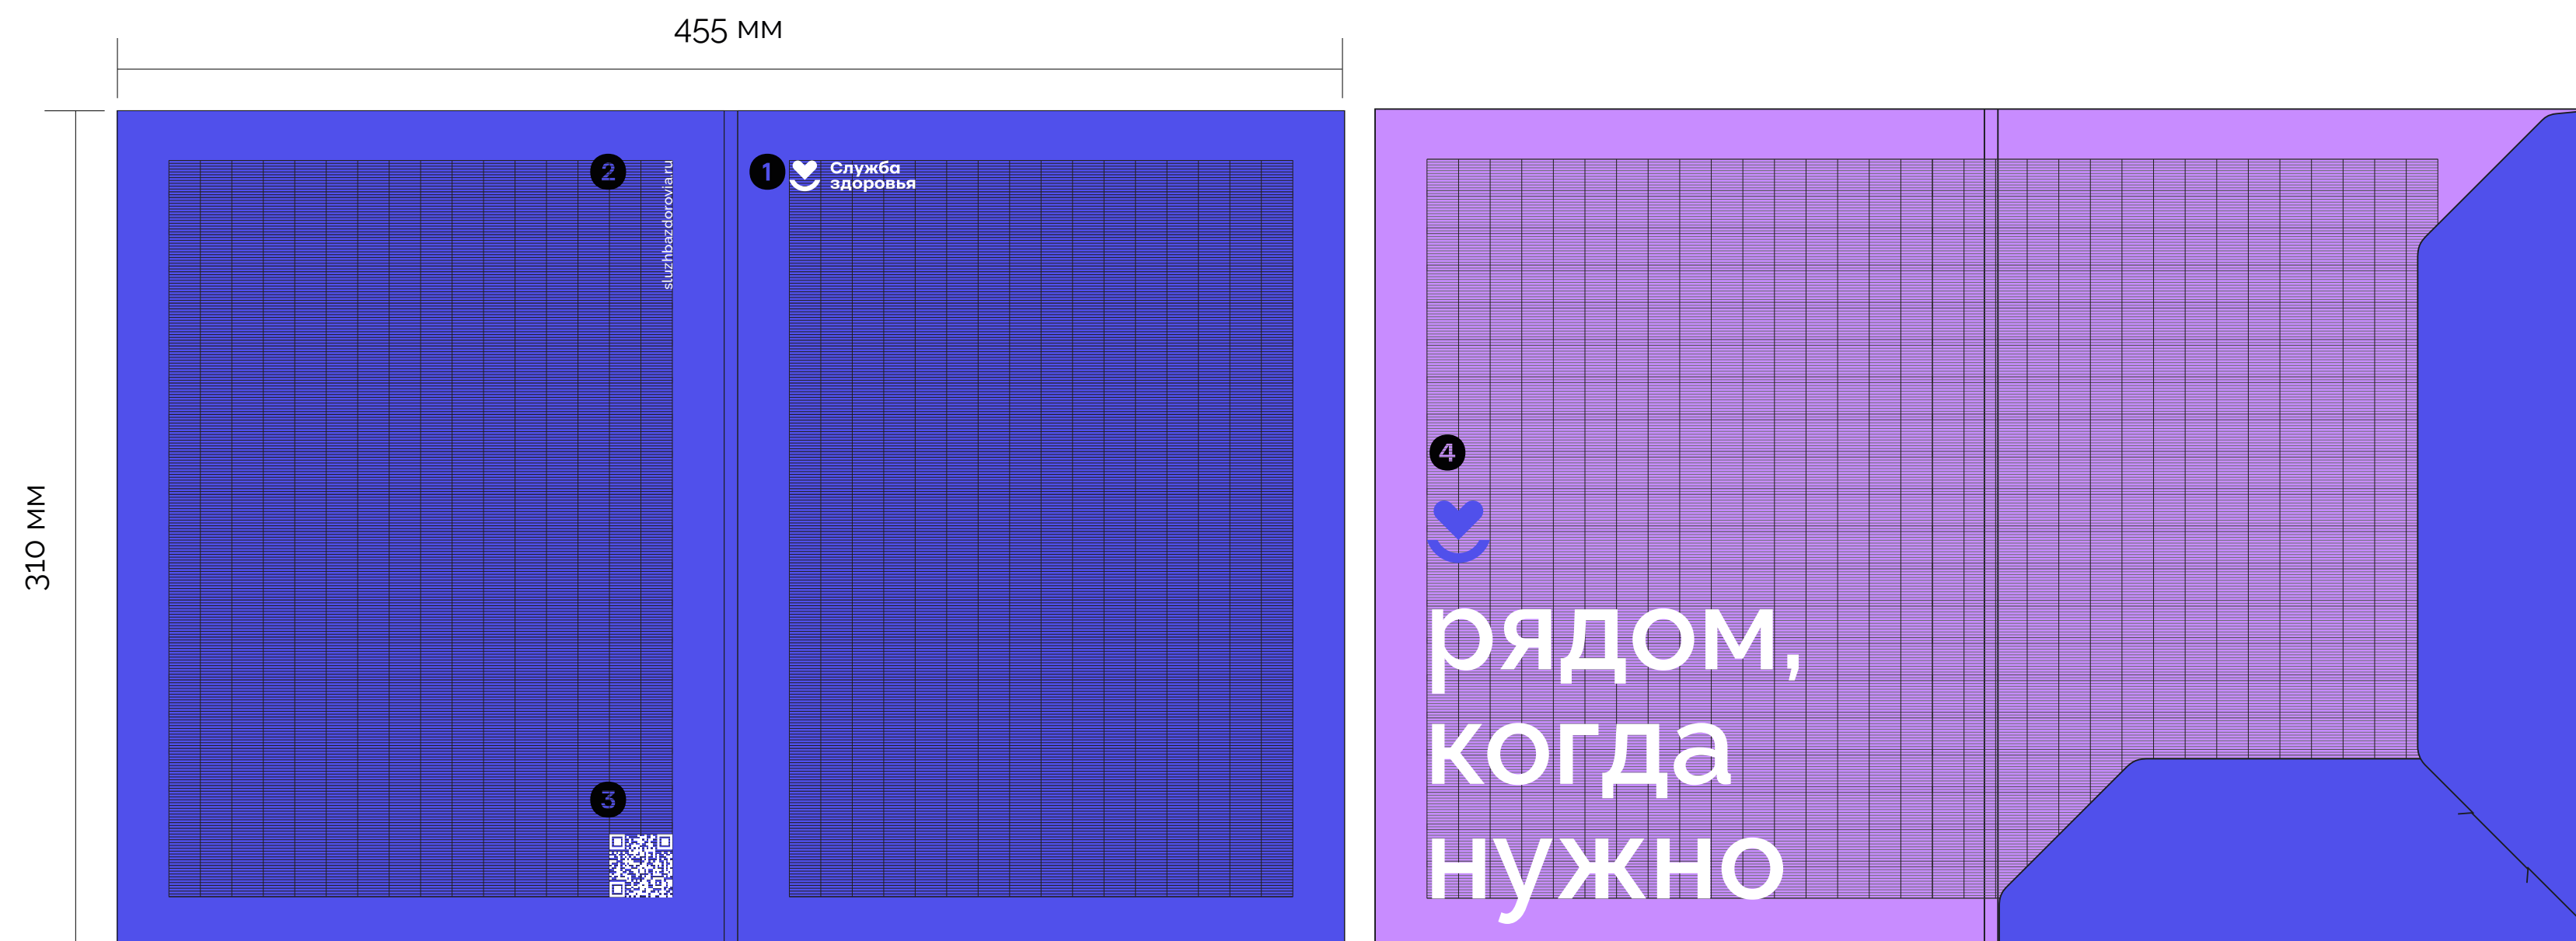 455 мм
310 мм
2
sluzhbazdorovia.ru
1
Служба
здоровья
3
4
рядом,
когда
нужно